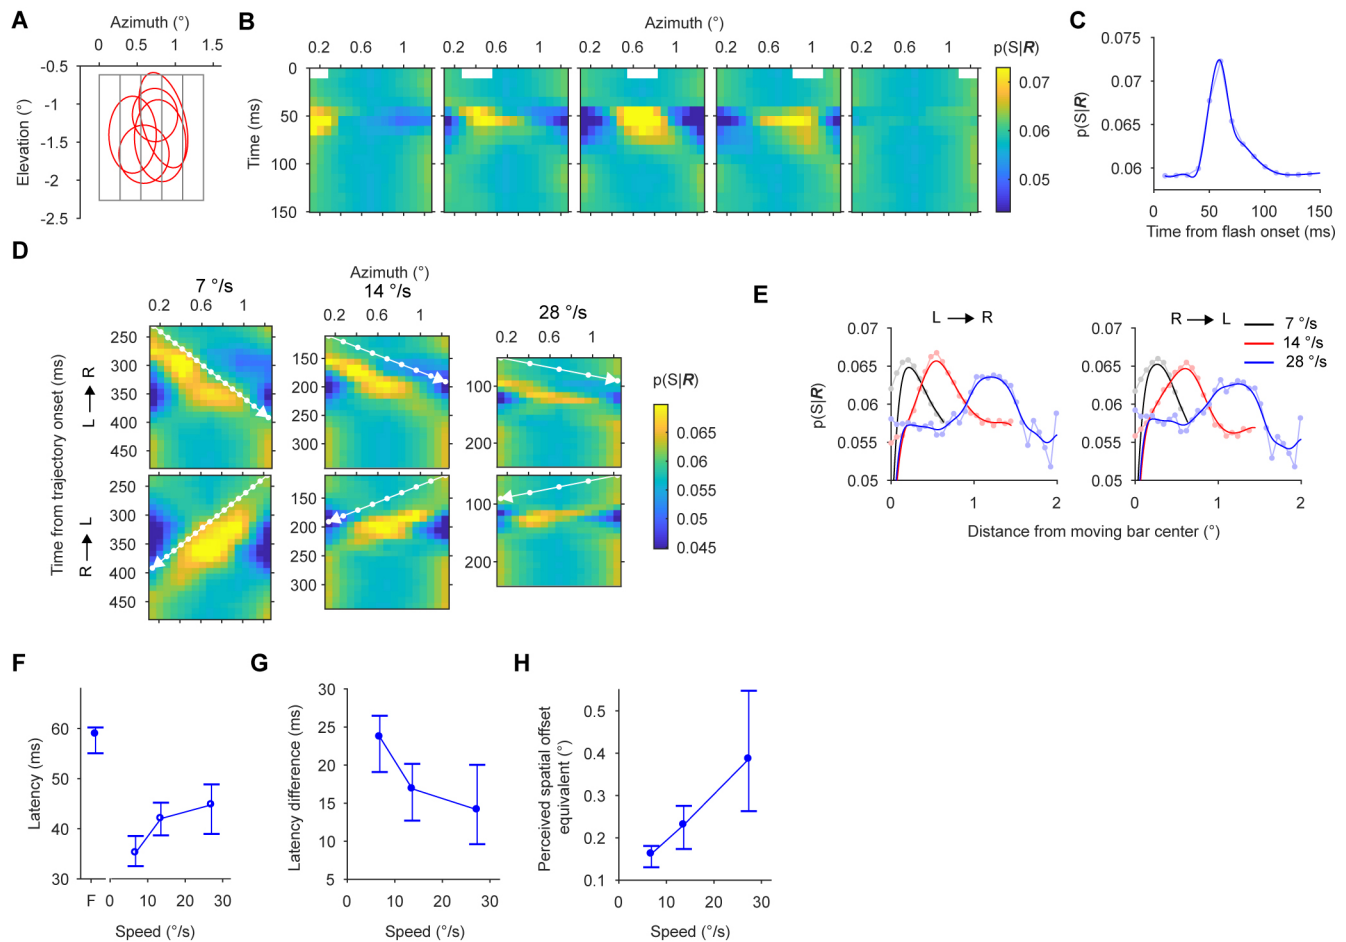 A
Azimuth (°)
0 0.5 1 1.5
Elevation (°)
-0.5
-1
-1.5
-2
-2.5
B
Azimuth (°)
0.2 0.6 1
0.2 0.6 1
0.2 0.6 1
0.2 0.6 1
0.2 0.6 1
Time (ms)
0
50
100
150
p(S|R)
0.07
0.06
0.05
C
p(S|R)
0.075
0.07
0.065
0.06
0 50 100 150
Time from flash onset (ms)
D
Azimuth (°)
7 °/s
14 °/s
28 °/s
0.2 0.6 1
0.2 0.6 1
0.2 0.6 1
Time from trajectory onset (ms)
L → R
250
300
350
400
450
150
200
250
300
100
200
R → L
250
300
350
400
450
150
200
250
300
100
200
p(S|R)
0.065
0.06
0.055
0.05
0.045
E
L → R
R → L
7 °/s
14 °/s
28 °/s
p(S|R)
0.07
0.065
0.06
0.055
0.05
0 1 2
0.07
0.065
0.06
0.055
0.05
0 1 2
Distance from moving bar center (°)
F
Latency (ms)
60
50
40
30
F 0 10 20 30
Speed (°/s)
G
Latency difference (ms)
30
25
20
15
10
5
0 10 20 30
Speed (°/s)
H
Perceived spatial offset
equivalent (°)
0.5
0.4
0.3
0.2
0.1
0 10 20 30
Speed (°/s)